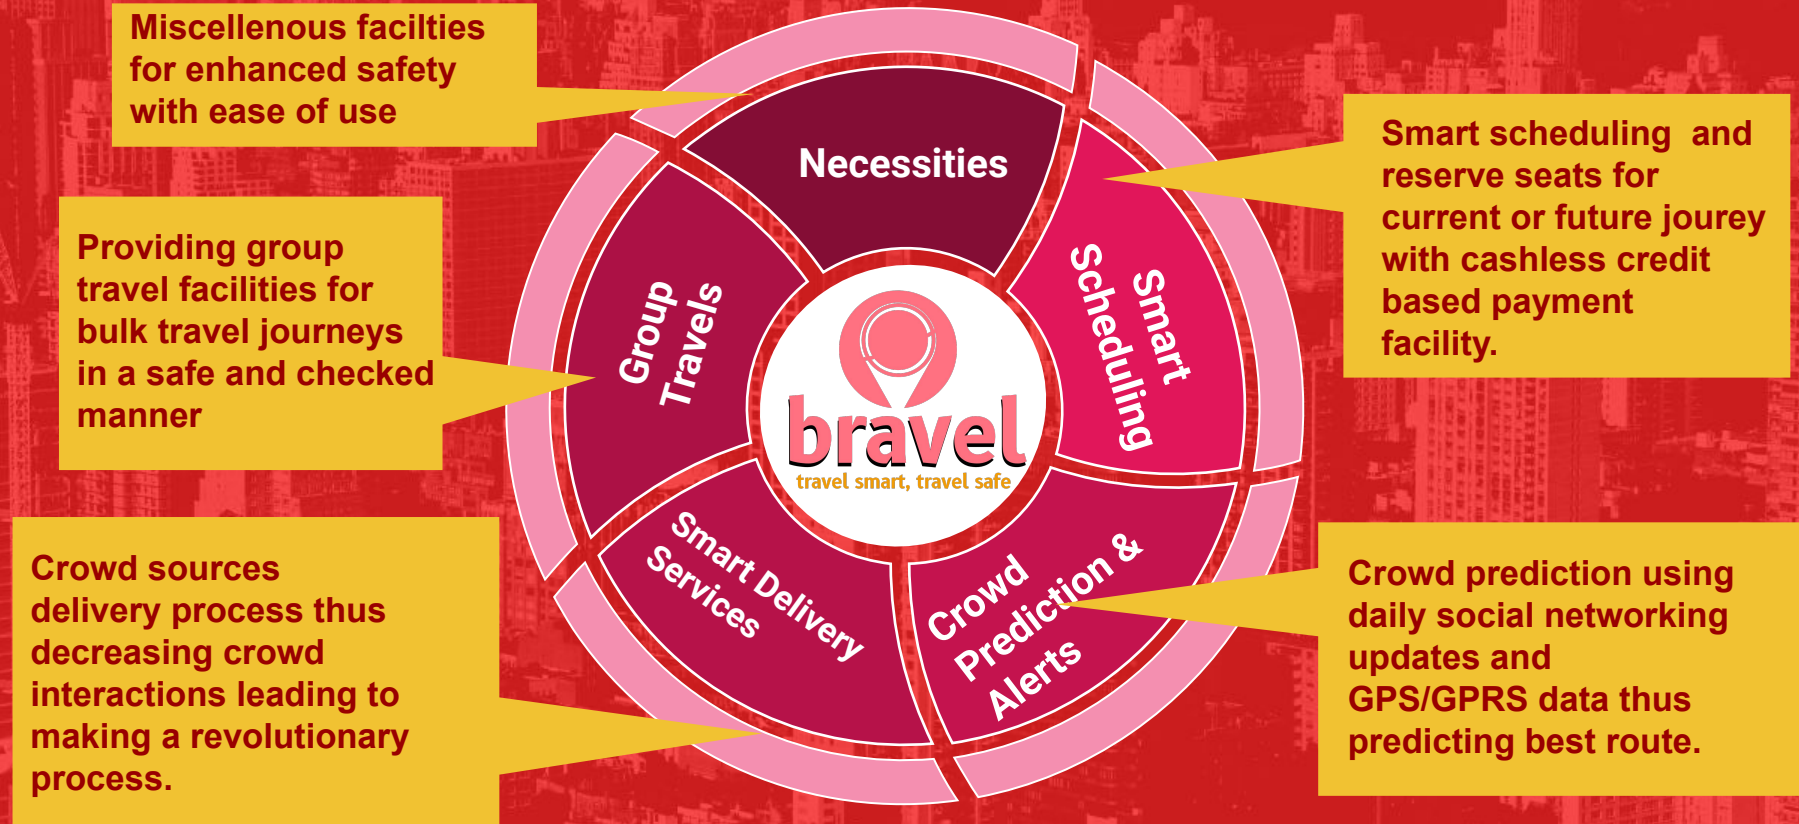 Miscellenous facilties
for enhanced safety
with ease of use
Necessities
Smart scheduling and
reserve seats for
current or future jourey
with cashless credit
based payment
facility.
Smart
Scheduling
Providing group
travel facilities for
bulk travel journeys
in a safe and checked
manner
Group
Travels
bravel
travel smart, travel safe
Crowd sources
delivery process thus
decreasing crowd
interactions leading to
making a revolutionary
process.
Smart Delivery
Services
Crowd
Prediction &
Alerts
Crowd prediction using
daily social networking
updates and
GPS/GPRS data thus
predicting best route.